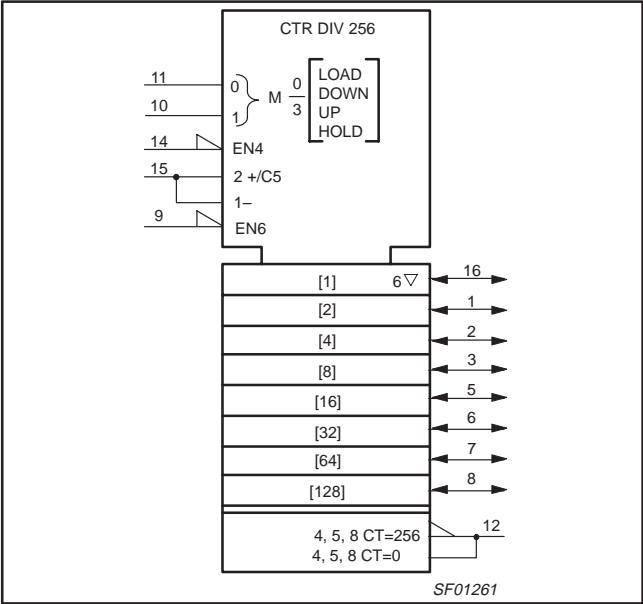 CTR DIV 256
11
0
M
0
3
LOAD
DOWN
UP
HOLD
10
1
14
EN4
15
2 +/C5
1–
9
EN6
[1]
6▽
16
[2]
1
[4]
2
[8]
3
[16]
5
[32]
6
[64]
7
[128]
8
4, 5, 8 CT=256
12
4, 5, 8 CT=0
SF01261